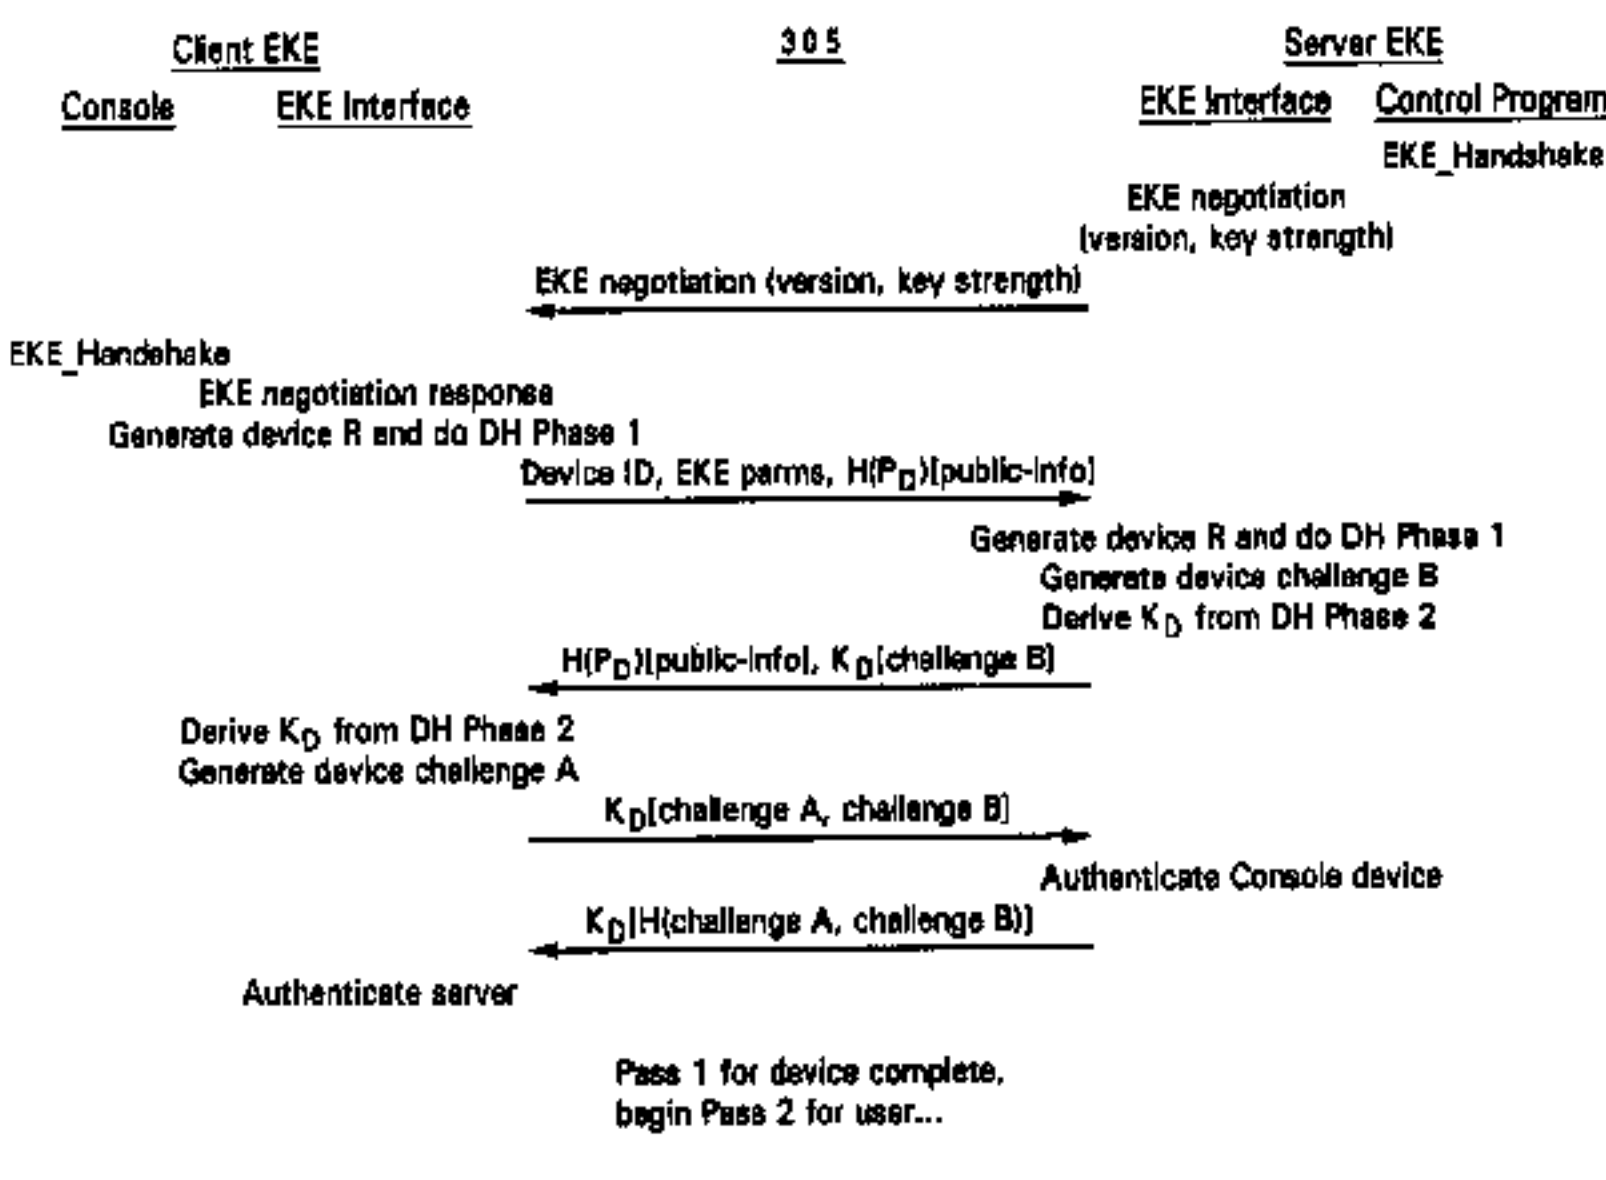 Client EKE
305
Server EKE
Console
EKE Interface
EKE Interface
Control Program
EKE_Handshake
EKE negotiation
(version, key strength)
EKE negotiation (version, key strength)
EKE_Handshake
EKE negotiation response
Generate device R and do DH Phase 1
Device ID, EKE parms, H(PD)[public-info]
Generate device R and do DH Phase 1
Generate device challenge B
Derive KD from DH Phase 2
H(PD)[public-info], KD[challenge B]
Derive KD from DH Phase 2
Generate device challenge A
KD[challenge A, challenge B]
Authenticate Console device
KD[H(challenge A, challenge B)]
Authenticate server
Pass 1 for device complete,
begin Pass 2 for user...